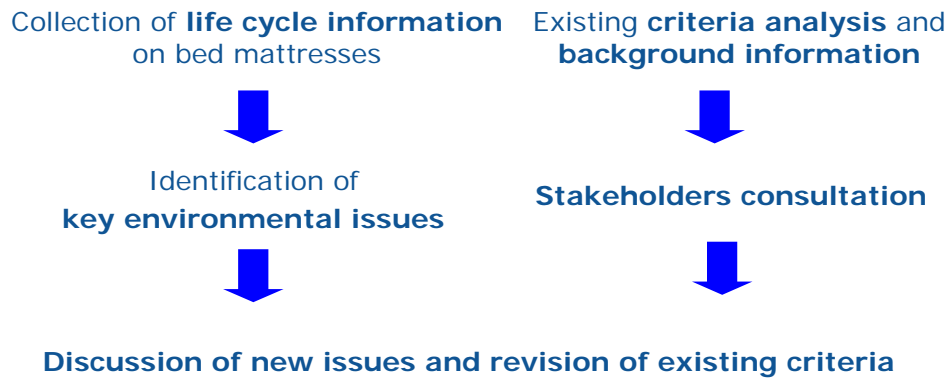 Collection of life cycle information
on bed mattresses
Existing criteria analysis and
background information
Identification of
key environmental issues
Stakeholders consultation
Discussion of new issues and revision of existing criteria